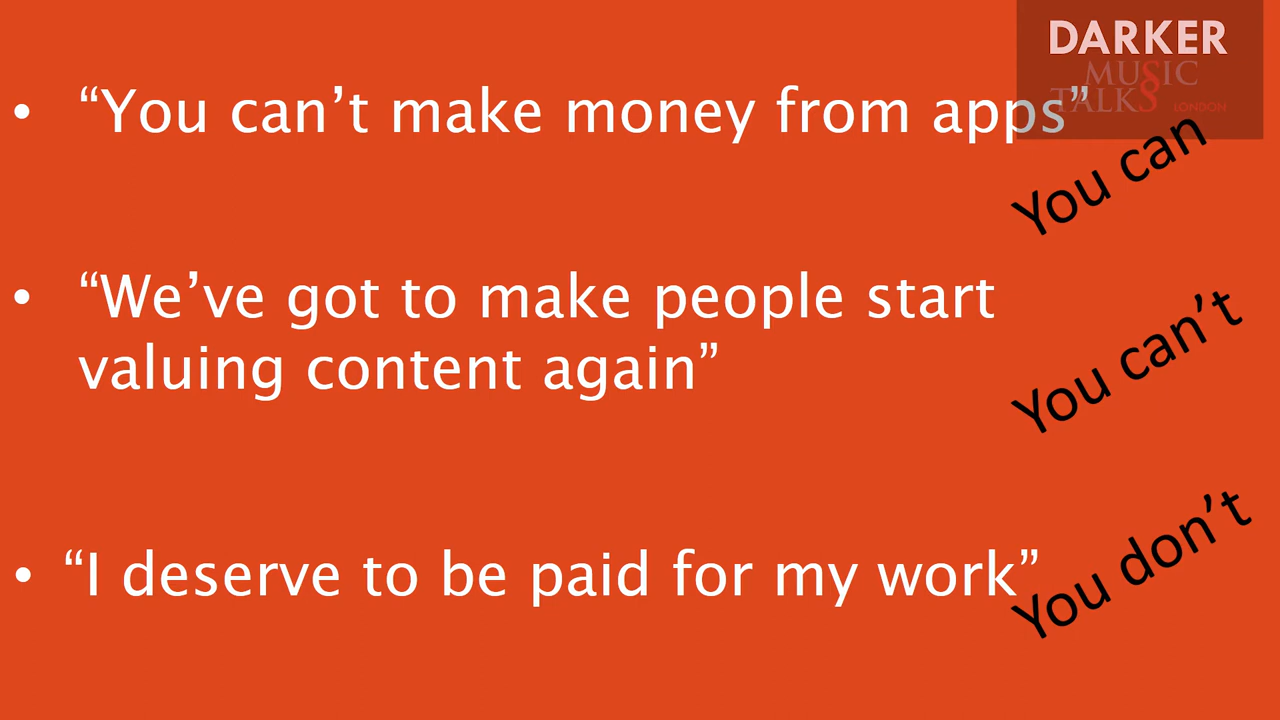 DARKER
MUSIC
TALKS LONDON
• “You can’t make money from apps”
You can
• “We’ve got to make people start
valuing content again”
You can’t
• “I deserve to be paid for my work”
You don’t